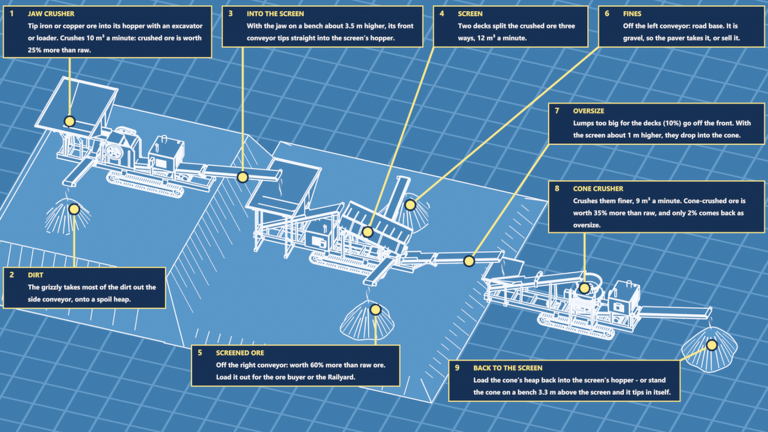 1 JAW CRUSHER
Tip iron or copper ore into its hopper with an excavator
or loader. Crushes 10 m³ a minute: crushed ore is worth
25% more than raw.
3 INTO THE SCREEN
With the jaw on a bench about 3.5 m higher, its front
conveyor tips straight into the screen's hopper.
4 SCREEN
Two decks split the crushed ore three
ways, 12 m³ a minute.
6 FINES
Off the left conveyor: road base. It is
gravel, so the paver takes it, or sell it.
7 OVERSIZE
Lumps too big for the decks (10%) go off the front. With
the screen about 1 m higher, they drop into the cone.
8 CONE CRUSHER
Crushes them finer, 9 m³ a minute. Cone-crushed ore is
worth 35% more than raw, and only 2% comes back as
oversize.
2 DIRT
The grizzly takes most of the dirt out the
side conveyor, onto a spoil heap.
5 SCREENED ORE
Off the right conveyor: worth 60% more than raw ore.
Load it out for the ore buyer or the Railyard.
9 BACK TO THE SCREEN
Load the cone's heap back into the screen's hopper - or stand
the cone on a bench 3.3 m above the screen and it tips in itself.